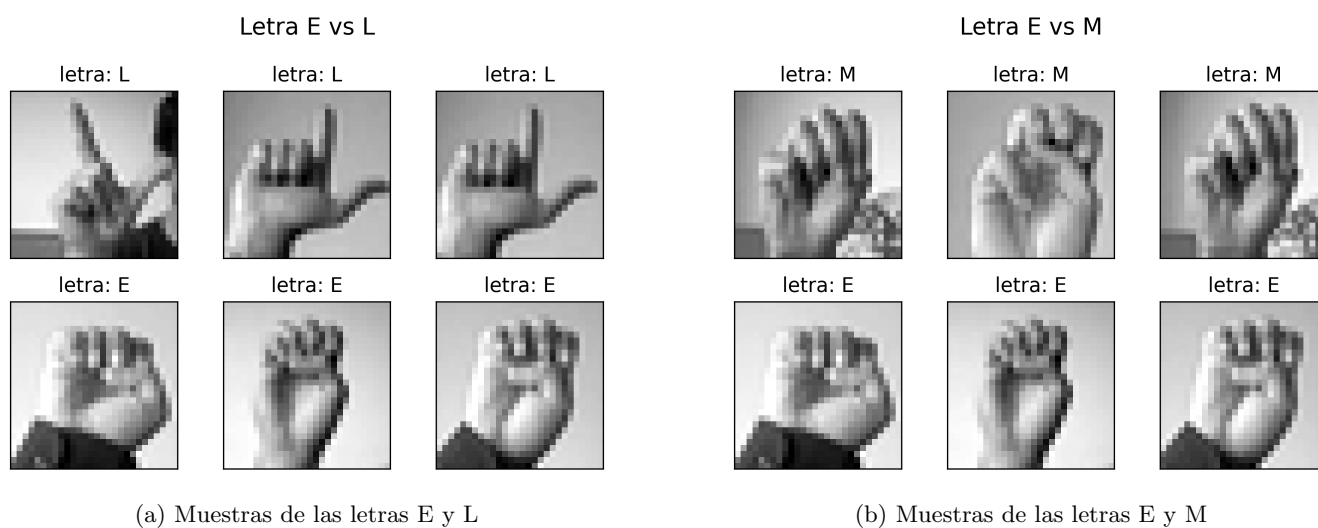 Letra E vs L
letra: L letra: L letra: L
letra: E letra: E letra: E
(a) Muestras de las letras E y L
Letra E vs M
letra: M letra: M letra: M
letra: E letra: E letra: E
(b) Muestras de las letras E y M